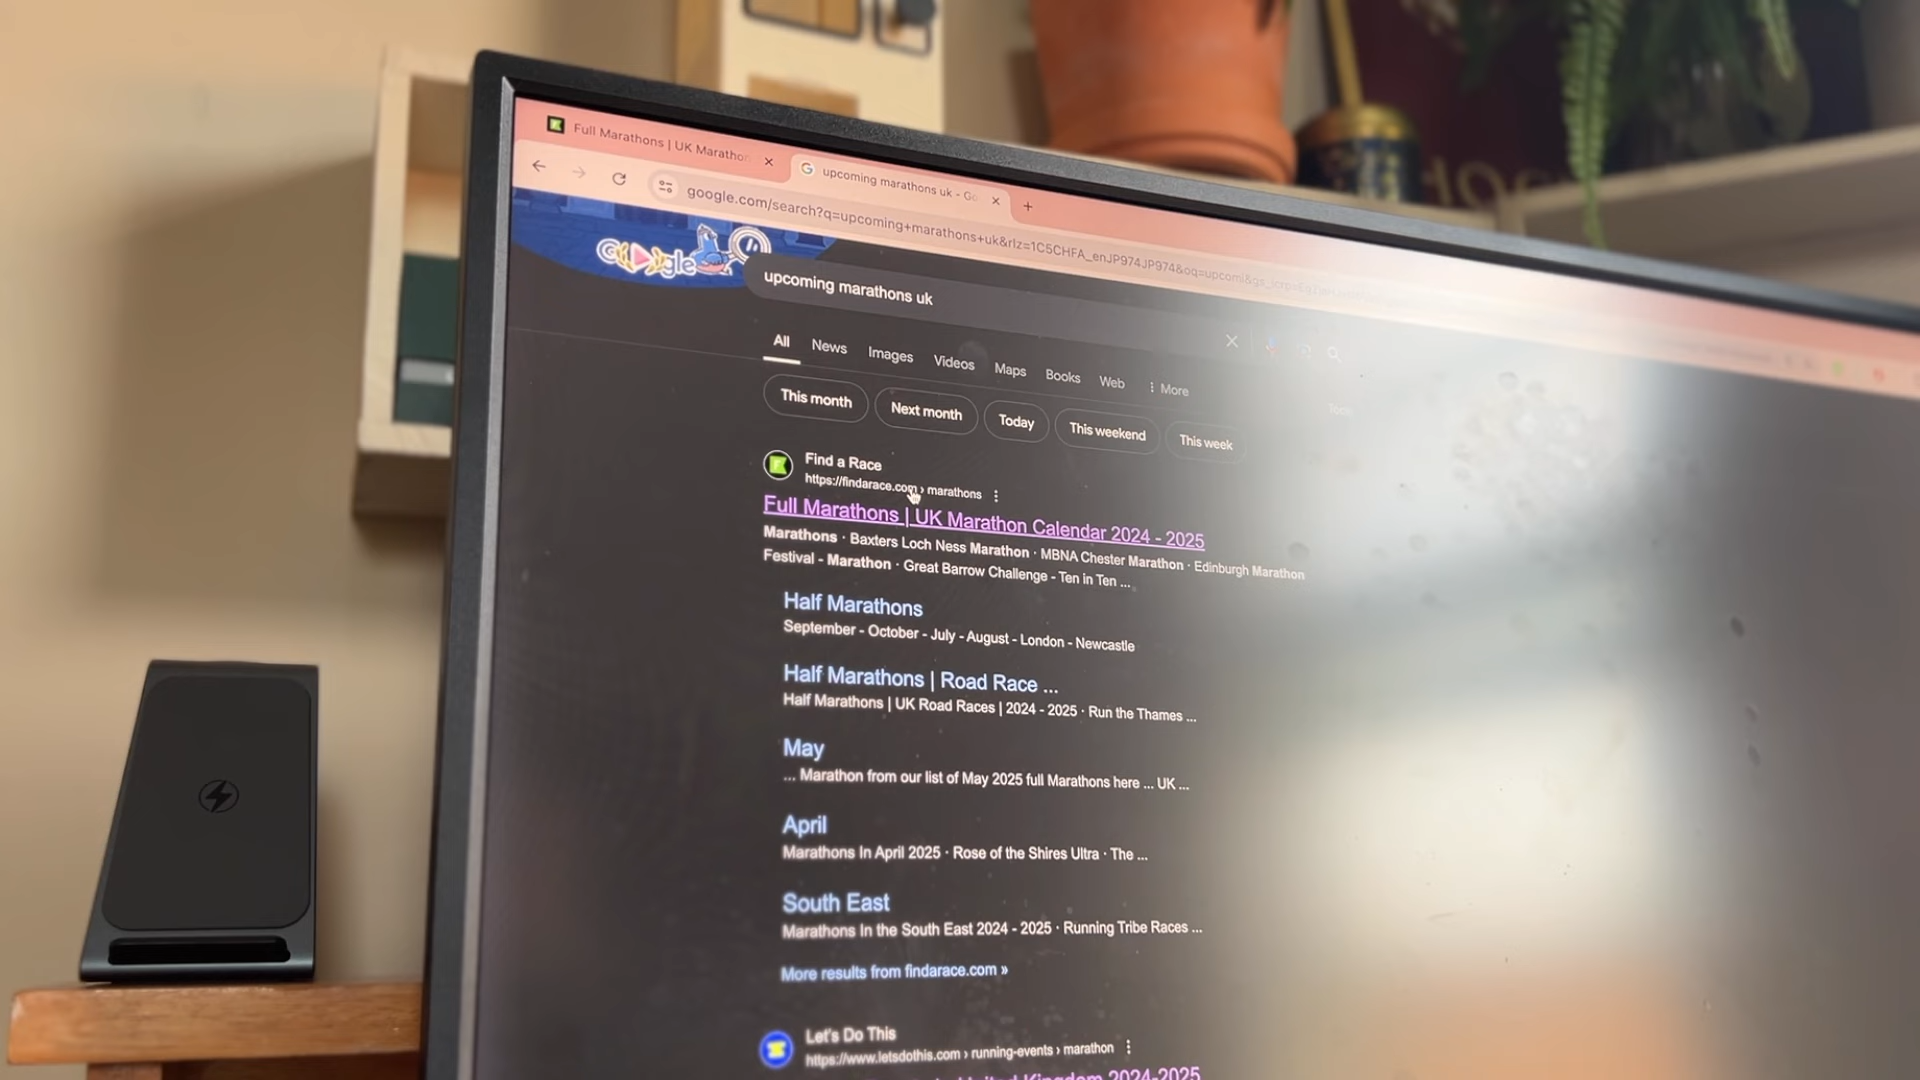 Full Marathons | UK Maratho
upcoming marathons uk - Go
google.com/search?q=upcoming+marathons+uk&rlz=1C5CHFA_enJP974JP974&oq=upcomi&gs_lcrp=
Google
upcoming marathons uk
All News Images Videos Maps Books Web More
This month Next month Today This weekend This week
Find a Race
https://findarace.com › marathons
Full Marathons | UK Marathon Calendar 2024 - 2025
Marathons · Baxters Loch Ness Marathon · MBNA Chester Marathon · Edinburgh Marathon
Festival - Marathon · Great Barrow Challenge - Ten in Ten ...
Half Marathons
September - October - July - August - London - Newcastle
Half Marathons | Road Race ...
Half Marathons | UK Road Races | 2024 - 2025 · Run the Thames ...
May
... Marathon from our list of May 2025 full Marathons here ... UK ...
April
Marathons In April 2025 · Rose of the Shires Ultra · The ...
South East
Marathons In the South East 2024 - 2025 · Running Tribe Races ...
More results from findarace.com »
Let's Do This
https://www.letsdothis.com › running-events › marathon
United Kingdom 2024-2025